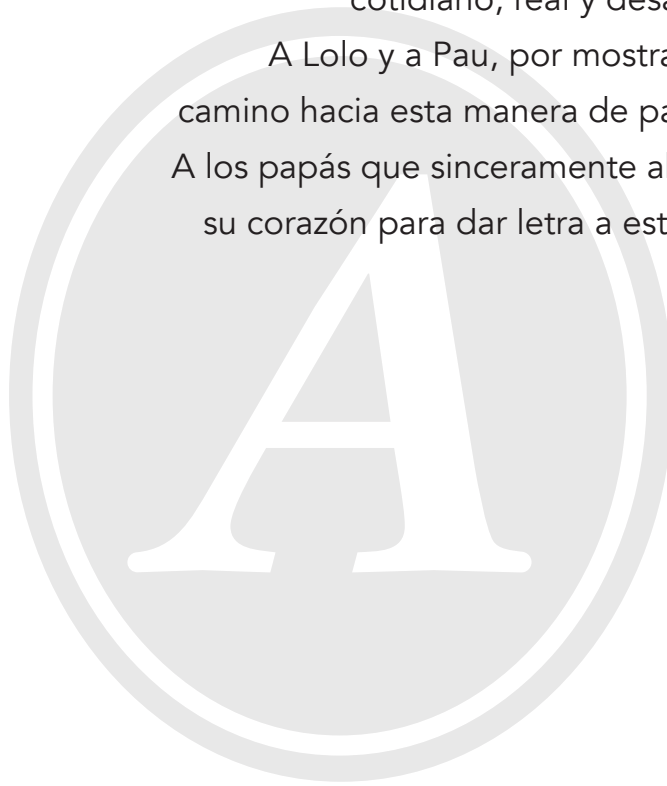 cotidiano, real y
A Lolo y a Pau, por
camino hacia esta manera de
A los papás que sinceramente
su corazón para dar letra a
A